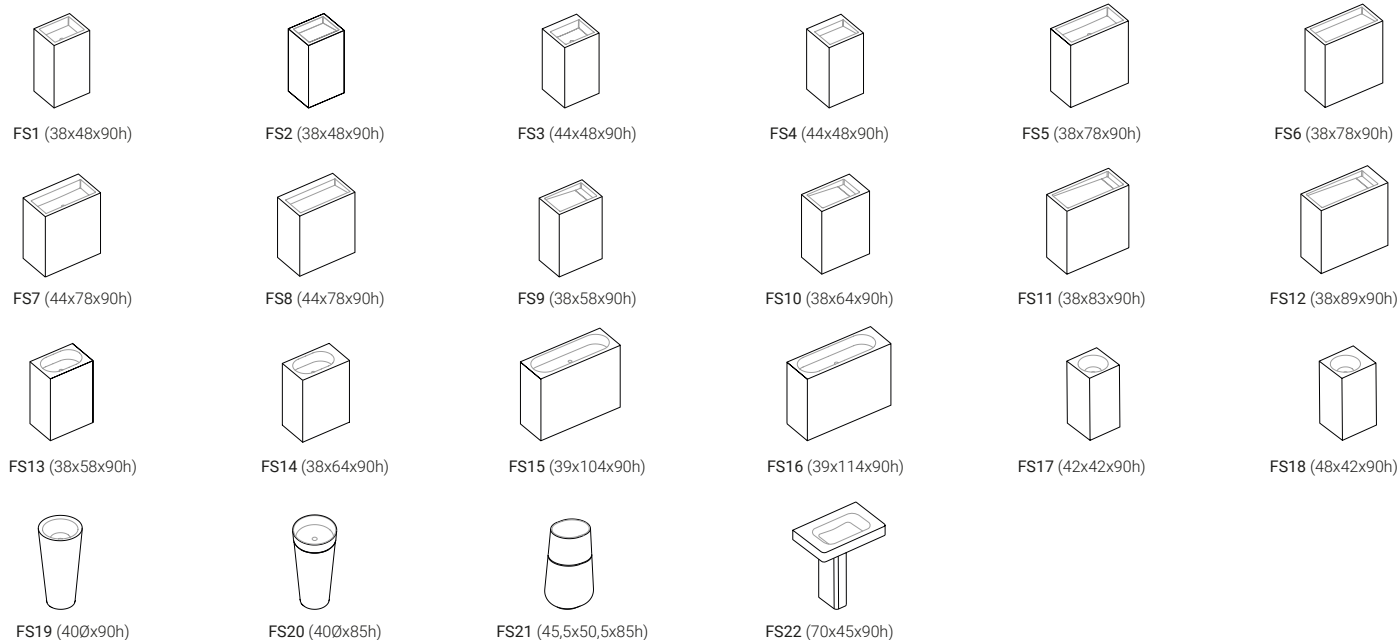 FS1 (38x48x90h)
FS2 (38x48x90h)
FS3 (44x48x90h)
FS4 (44x48x90h)
FS5 (38x78x90h)
FS6 (38x78x90h)
FS7 (44x78x90h)
FS8 (44x78x90h)
FS9 (38x58x90h)
FS10 (38x64x90h)
FS11 (38x83x90h)
FS12 (38x89x90h)
FS13 (38x58x90h)
FS14 (38x64x90h)
FS15 (39x104x90h)
FS16 (39x114x90h)
FS17 (42x42x90h)
FS18 (48x42x90h)
FS19 (40Øx90h)
FS20 (40Øx85h)
FS21 (45,5x50,5x85h)
FS22 (70x45x90h)